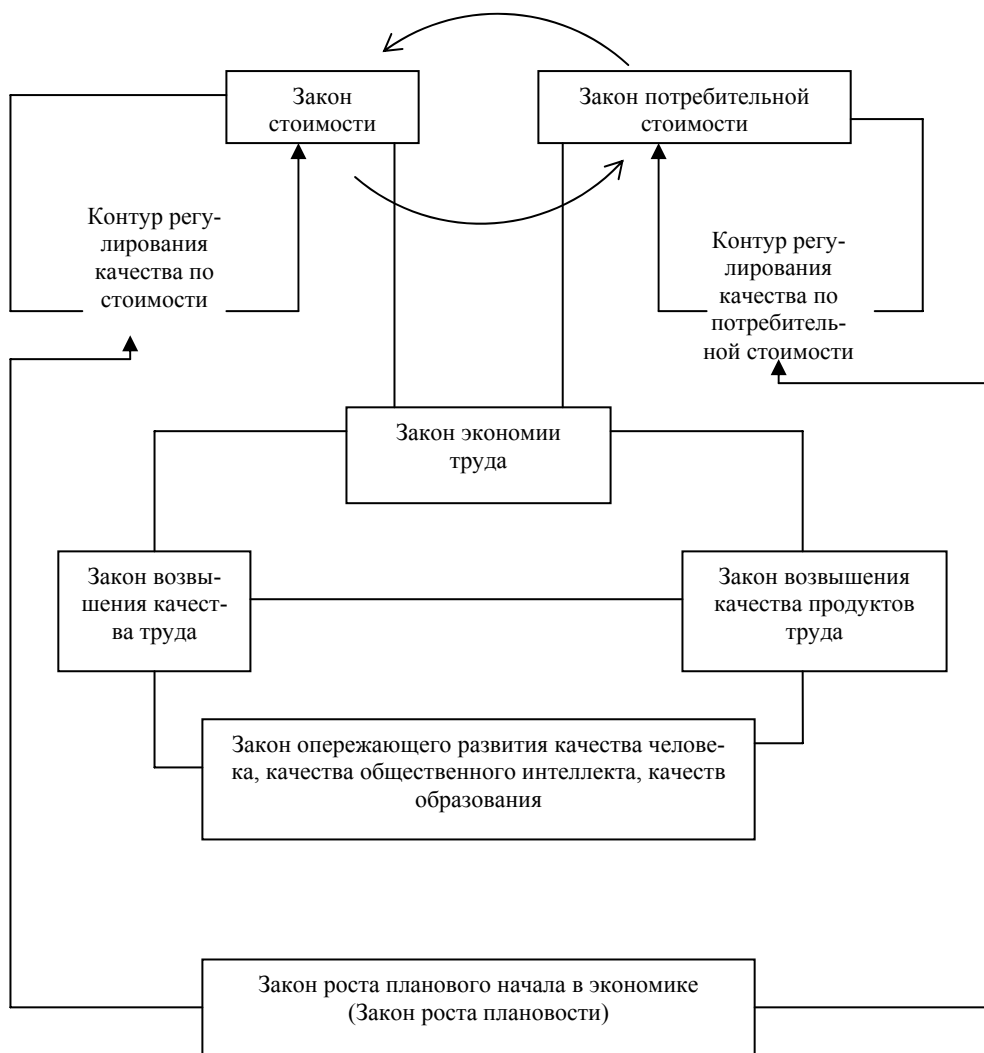 Закон
стоимости
Закон потребительной
стоимости
Контур регу-
лирования
качества по
стоимости
Контур регу-
лирования
качества по
потребитель-
ной стоимости
Закон экономии
труда
Закон возвы-
шения качест-
ва труда
Закон возвышения
качества продуктов
труда
Закон опережающего развития качества челове-
ка, качества общественного интеллекта, качеств
образования
Закон роста планового начала в экономике
(Закон роста плановости)